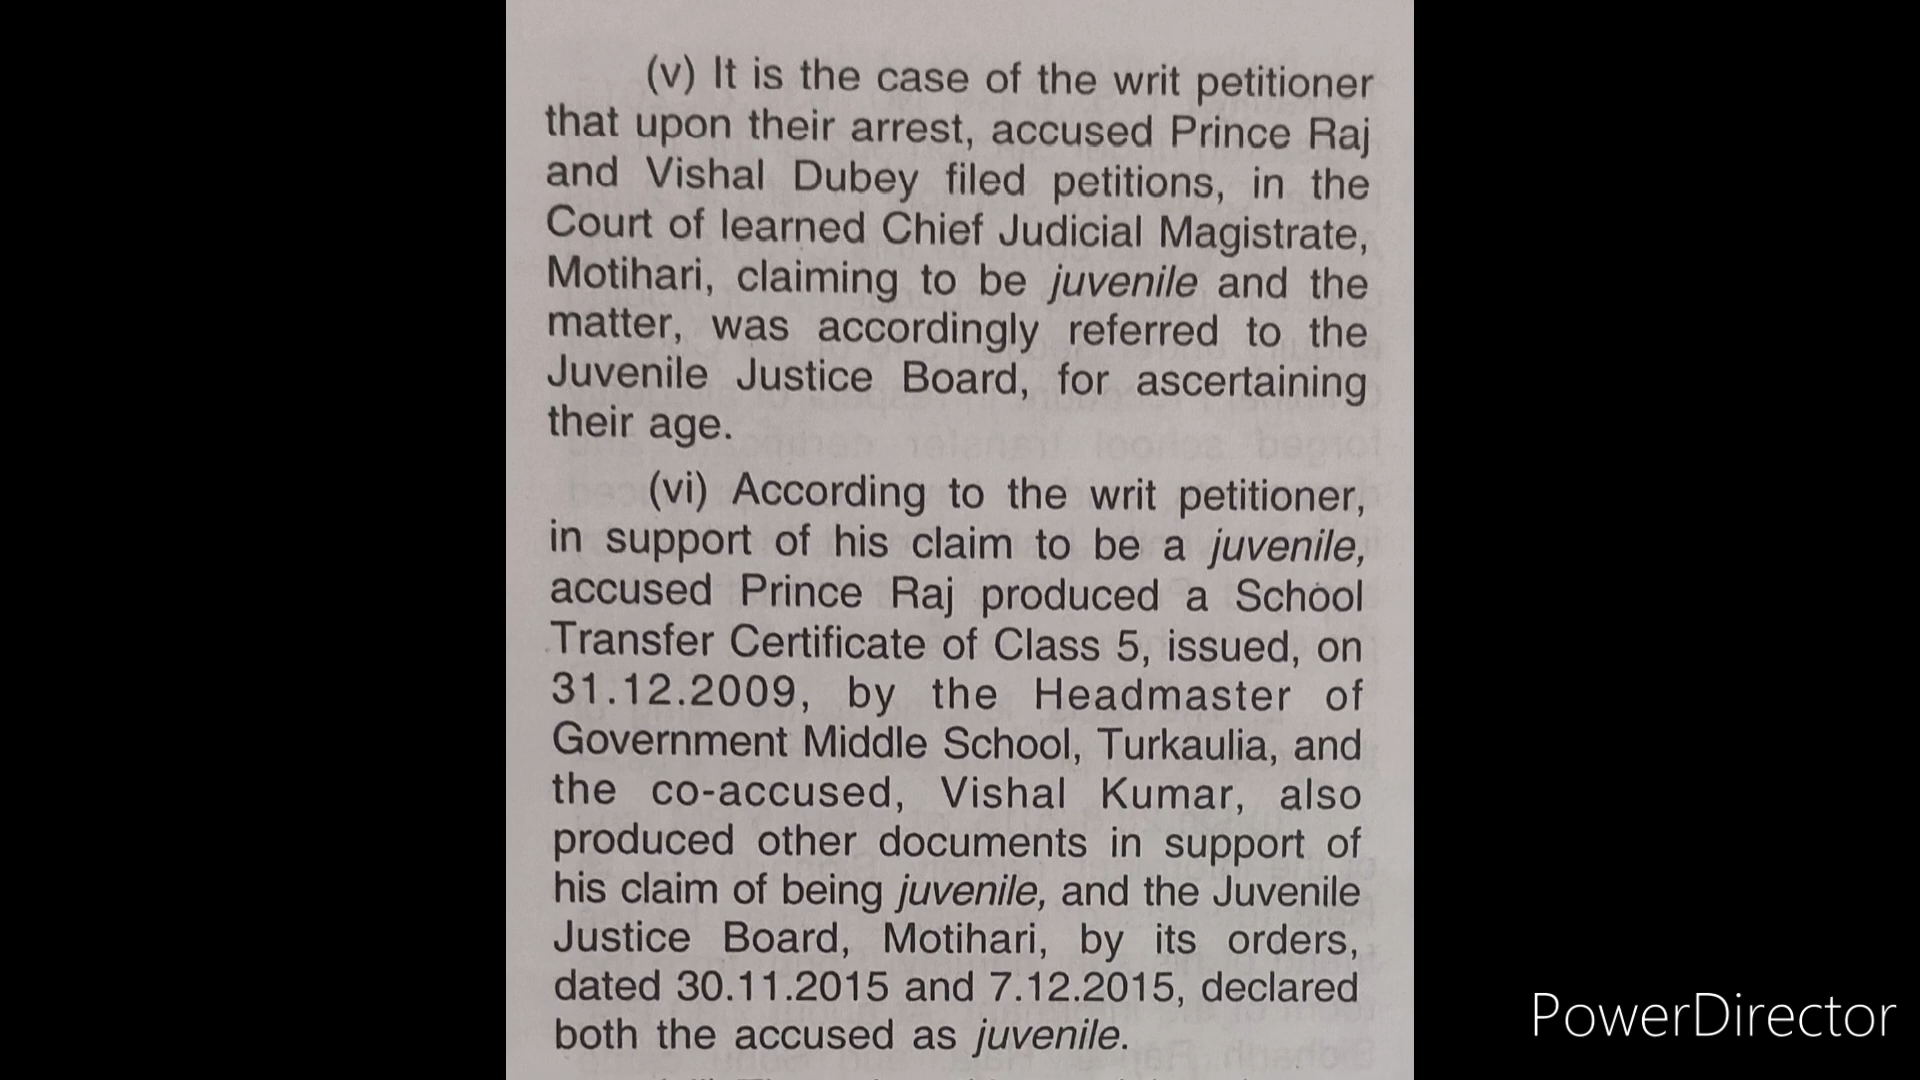 (v) It is the case of the writ petitioner
that upon their arrest, accused Prince Raj
and Vishal Dubey filed petitions, in the
Court of learned Chief Judicial Magistrate,
Motihari, claiming to be juvenile and the
matter, was accordingly referred to the
Juvenile Justice Board, for ascertaining
their age.
(vi) According to the writ petitioner,
in support of his claim to be a juvenile,
accused Prince Raj produced a School
Transfer Certificate of Class 5, issued, on
31.12.2009, by the Headmaster of
Government Middle School, Turkaulia, and
the co-accused, Vishal Kumar, also
produced other documents in support of
his claim of being juvenile, and the Juvenile
Justice Board, Motihari, by its orders,
dated 30.11.2015 and 7.12.2015, declared
both the accused as juvenile.
PowerDirector